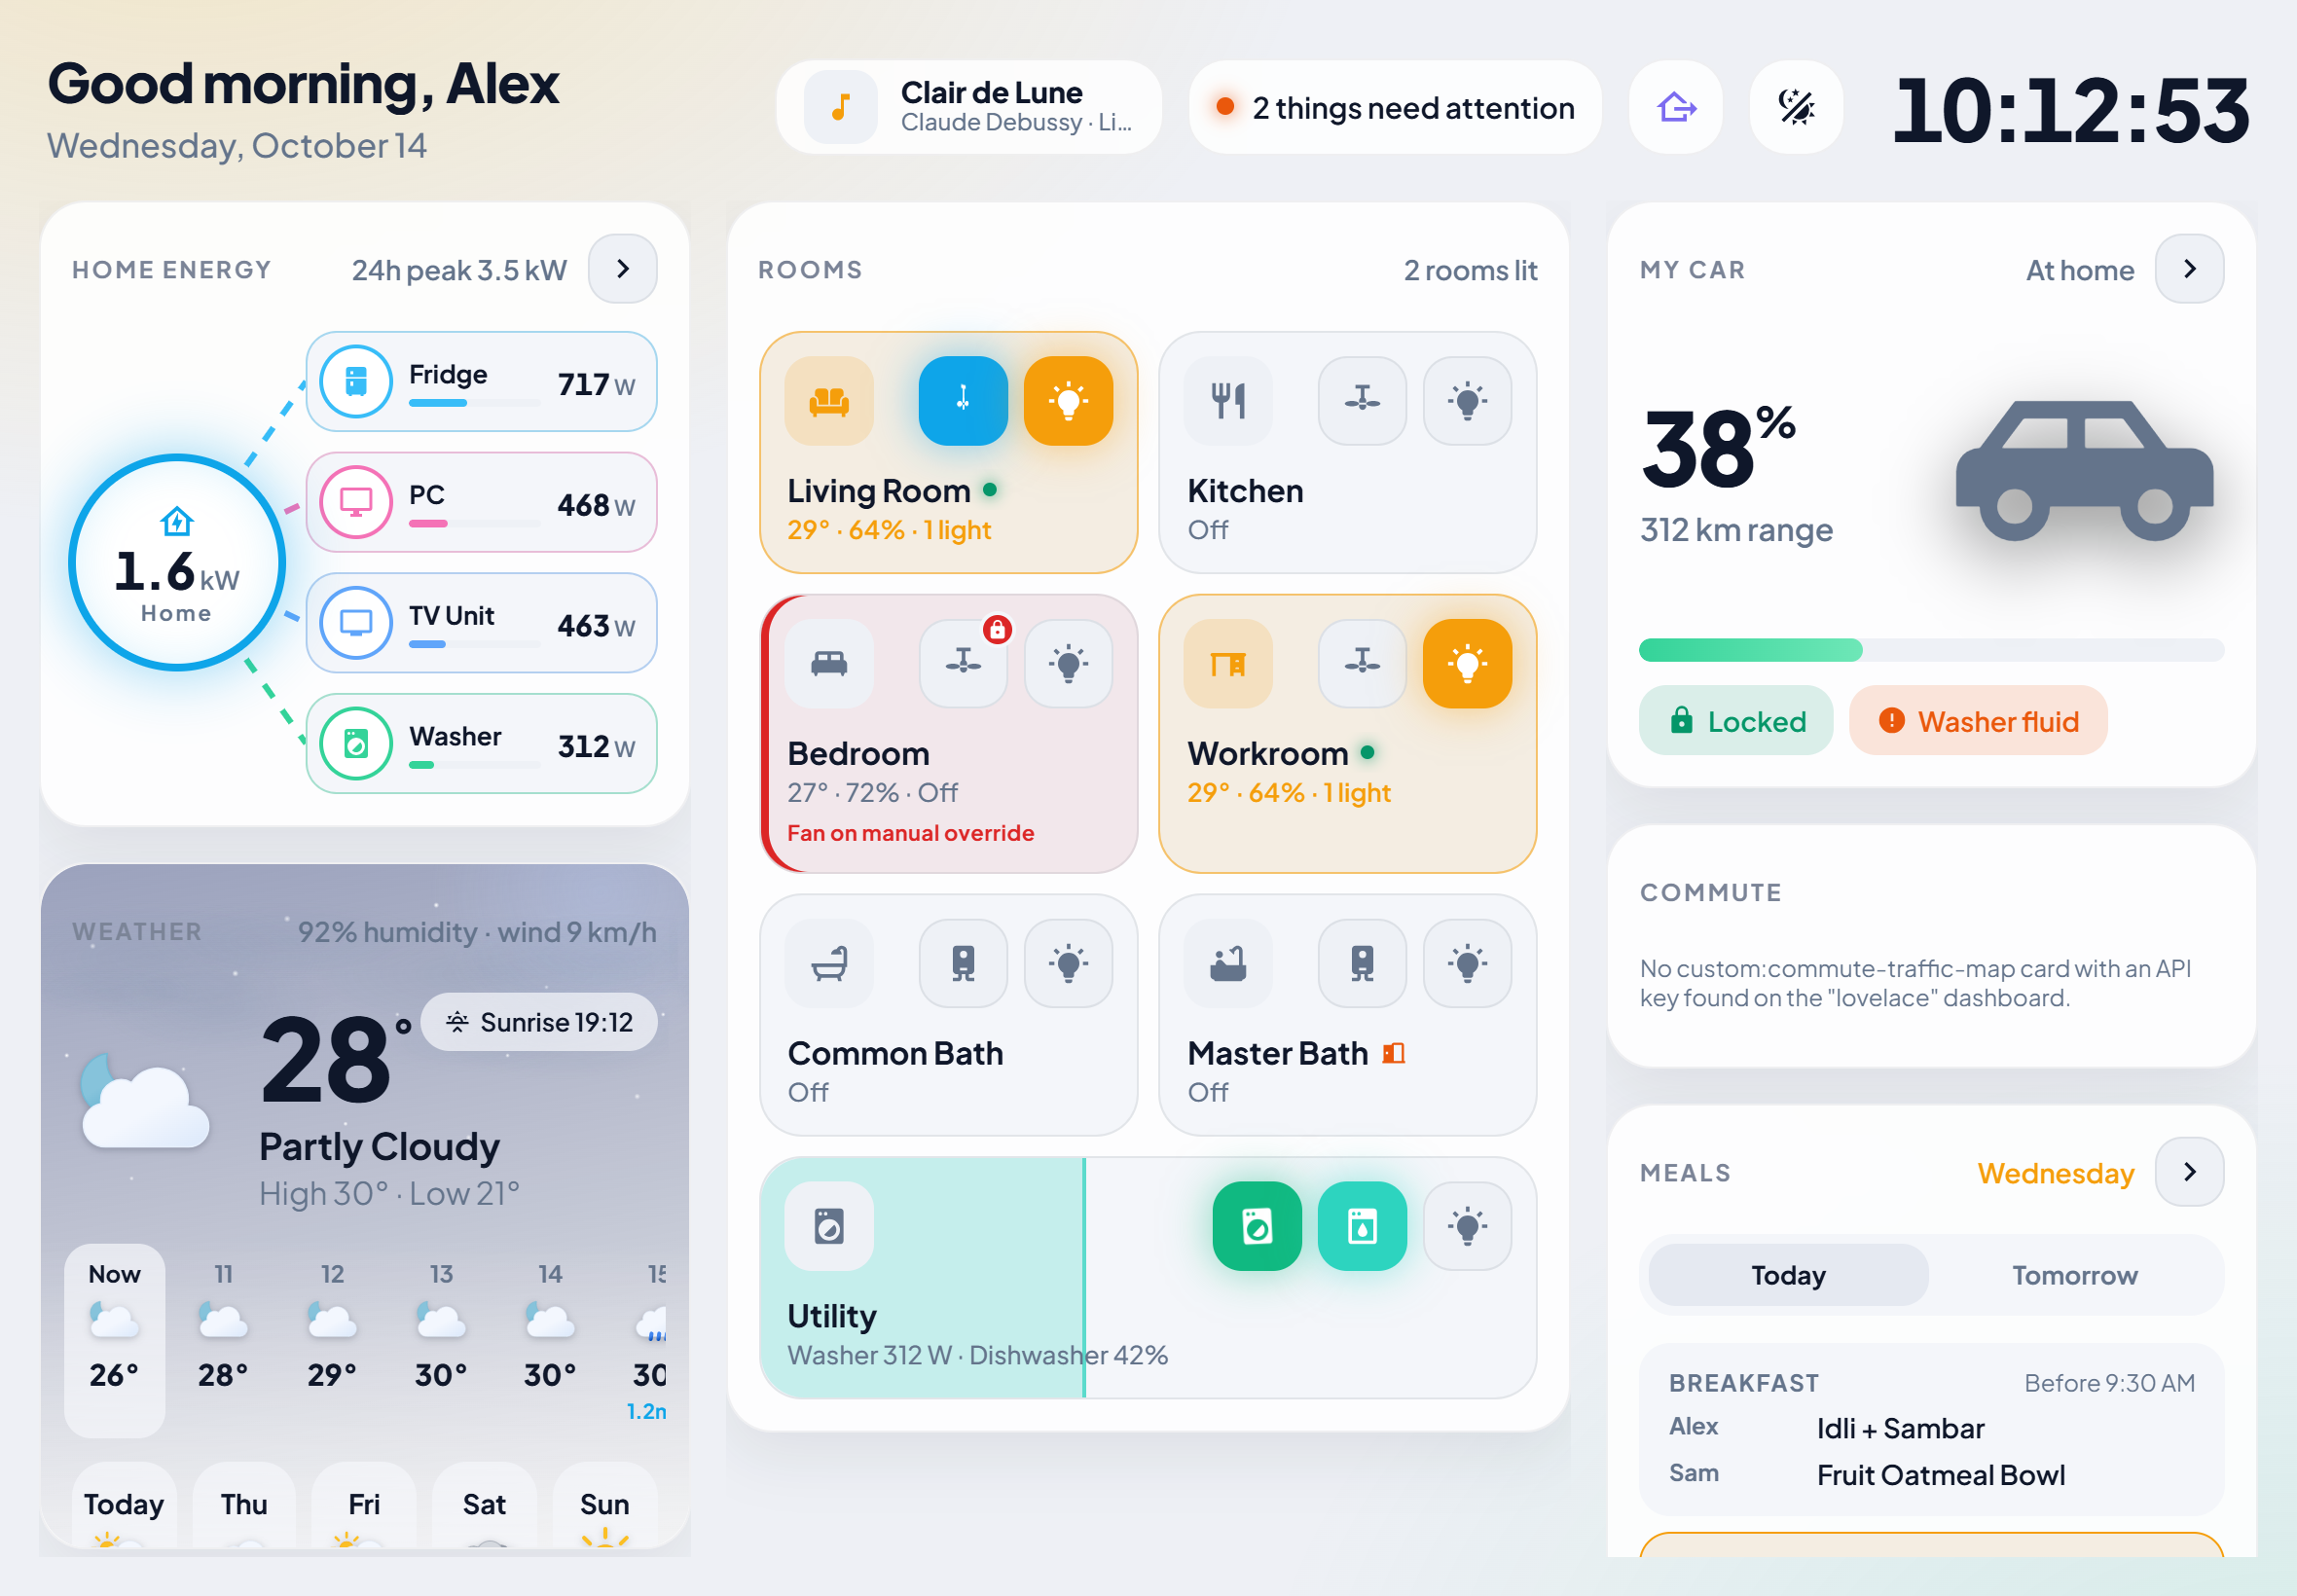 Good morning, Alex
Wednesday, October 14
Clair de Lune
Claude Debussy · Li...
2 things need attention
10:12:53
HOME ENERGY
24h peak 3.5 kW
Fridge
717 W
PC
468 W
TV Unit
463 W
Washer
312 W
1.6 kW
Home
WEATHER
92% humidity · wind 9 km/h
28°
Sunrise 19:12
Partly Cloudy
High 30° · Low 21°
Now
11
12
13
14
15
26°
28°
29°
30°
30°
30
1.2m
Today
Thu
Fri
Sat
Sun
ROOMS
2 rooms lit
Living Room
29° · 64% · 1 light
Kitchen
Off
Bedroom
27° · 72% · Off
Fan on manual override
Workroom
29° · 64% · 1 light
Common Bath
Off
Master Bath
Off
Utility
Washer 312 W · Dishwasher 42%
MY CAR
At home
38%
312 km range
Locked
Washer fluid
COMMUTE
No custom:commute-traffic-map card with an API
key found on the "lovelace" dashboard.
MEALS
Wednesday
Today
Tomorrow
BREAKFAST
Before 9:30 AM
Alex
Idli + Sambar
Sam
Fruit Oatmeal Bowl